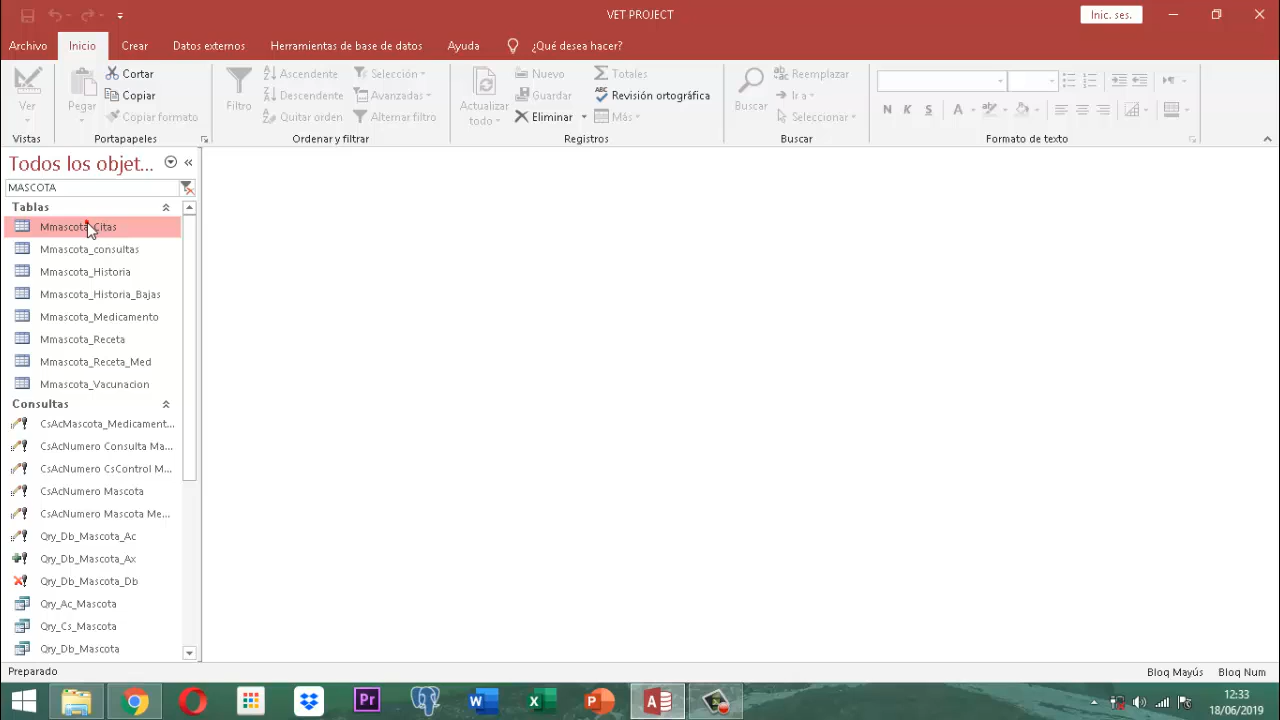 VET PROJECT
Inic. ses.
Archivo Inicio Crear Datos externos Herramientas de base de datos Ayuda ¿Qué desea hacer?
Ver
Pegar
Cortar
Copiar
Copiar formato
Filtro
Ascendente
Descendente
Quitar orden
Selección
Avanzadas
Alternar filtro
Actualizar
todo
Nuevo
Guardar
Eliminar
Totales
Revisión ortográfica
Más
Buscar
Reemplazar
Ir a
Seleccionar
N K S A
Vistas Portapapeles Ordenar y filtrar Registros Buscar Formato de texto
Todos los objet...
MASCOTA
Tablas
Mmascota_Citas
Mmascota_consultas
Mmascota_Historia
Mmascota_Historia_Bajas
Mmascota_Medicamento
Mmascota_Receta
Mmascota_Receta_Med
Mmascota_Vacunacion
Consultas
CsAcMascota_Medicament...
CsAcNumero Consulta Ma...
CsAcNumero CsControl M...
CsAcNumero Mascota
CsAcNumero Mascota Me...
Qry_Db_Mascota_Ac
Qry_Db_Mascota_Ax
Qry_Db_Mascota_Db
Qry_Ac_Mascota
Qry_Cs_Mascota
Qry_Db_Mascota
Preparado
Bloq Mayús Bloq Num
Pr
12:33
18/06/2019